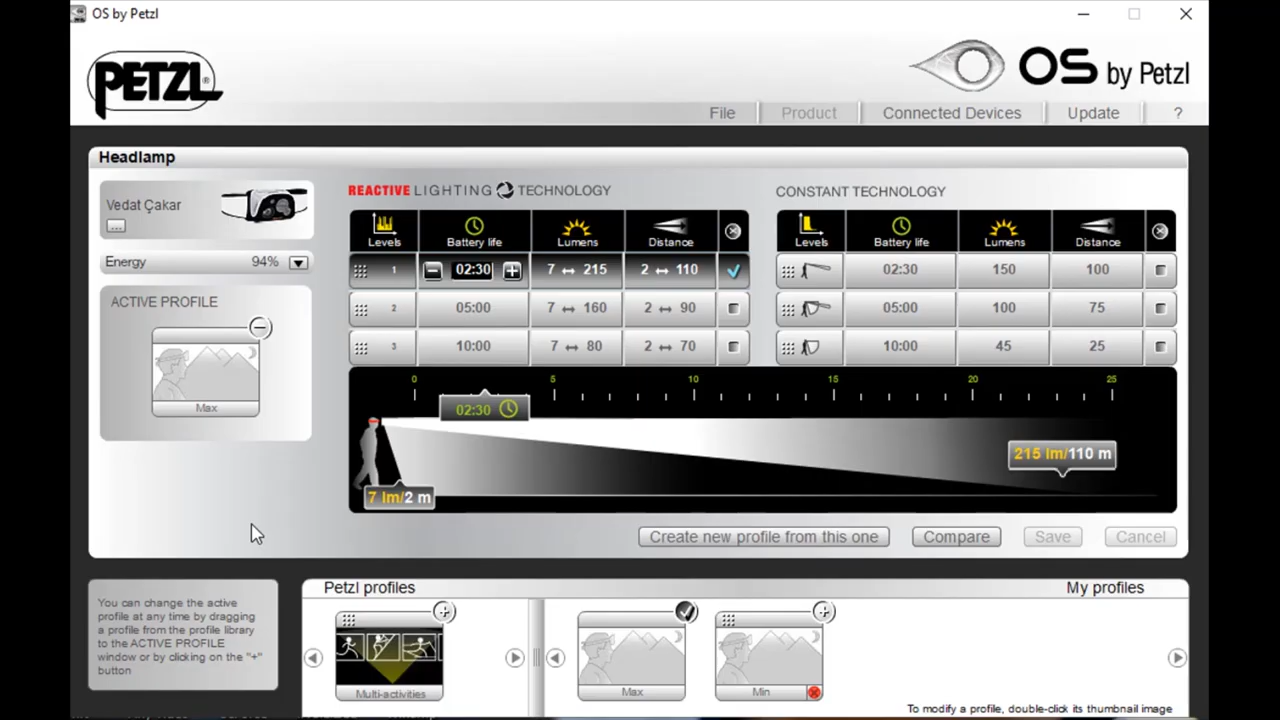 OS by Petzl
PETZL®
OS by Petzl
File
Product
Connected Devices
Update
?
Headlamp
Vedat Çakar
...
Energy 94%
ACTIVE PROFILE
Max
REACTIVE LIGHTING TECHNOLOGY
Levels Battery life Lumens Distance
1 02:30 7 ↔ 215 2 ↔ 110
2 05:00 7 ↔ 160 2 ↔ 90
3 10:00 7 ↔ 80 2 ↔ 70
CONSTANT TECHNOLOGY
Levels Battery life Lumens Distance
02:30 150 100
05:00 100 75
10:00 45 25
0 5 10 15 20 25
02:30
215 lm/110 m
7 lm/2 m
Create new profile from this one
Compare
Save
Cancel
You can change the active
profile at any time by dragging
a profile from the profile library
to the ACTIVE PROFILE
window or by clicking on the "+"
button
Petzl profiles
My profiles
Multi-activities
Max
Min
To modify a profile, double-click its thumbnail image